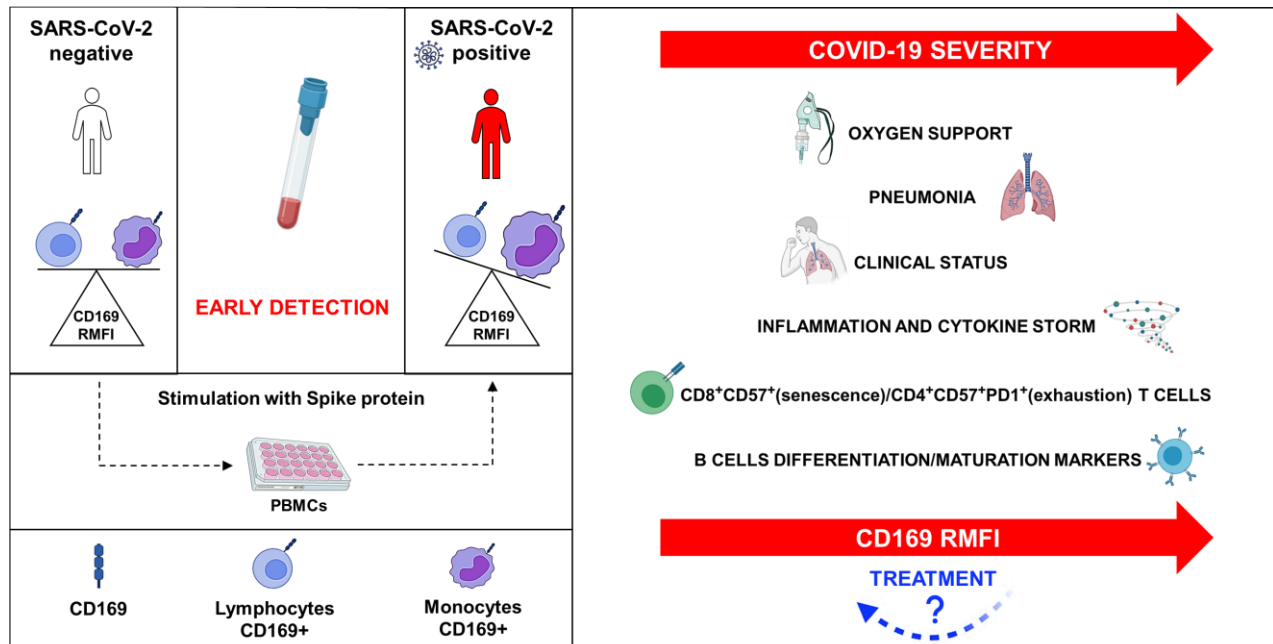 SARS-CoV-2
negative
CD169
RMFI
EARLY DETECTION
SARS-CoV-2
positive
CD169
RMFI
Stimulation with Spike protein
PBMCs
CD169
Lymphocytes
CD169+
Monocytes
CD169+
COVID-19 SEVERITY
OXYGEN SUPPORT
PNEUMONIA
CLINICAL STATUS
INFLAMMATION AND CYTOKINE STORM
CD8⁺CD57⁺(senescence)/CD4⁺CD57⁺PD1⁺(exhaustion) T CELLS
B CELLS DIFFERENTIATION/MATURATION MARKERS
CD169 RMFI
TREATMENT
?